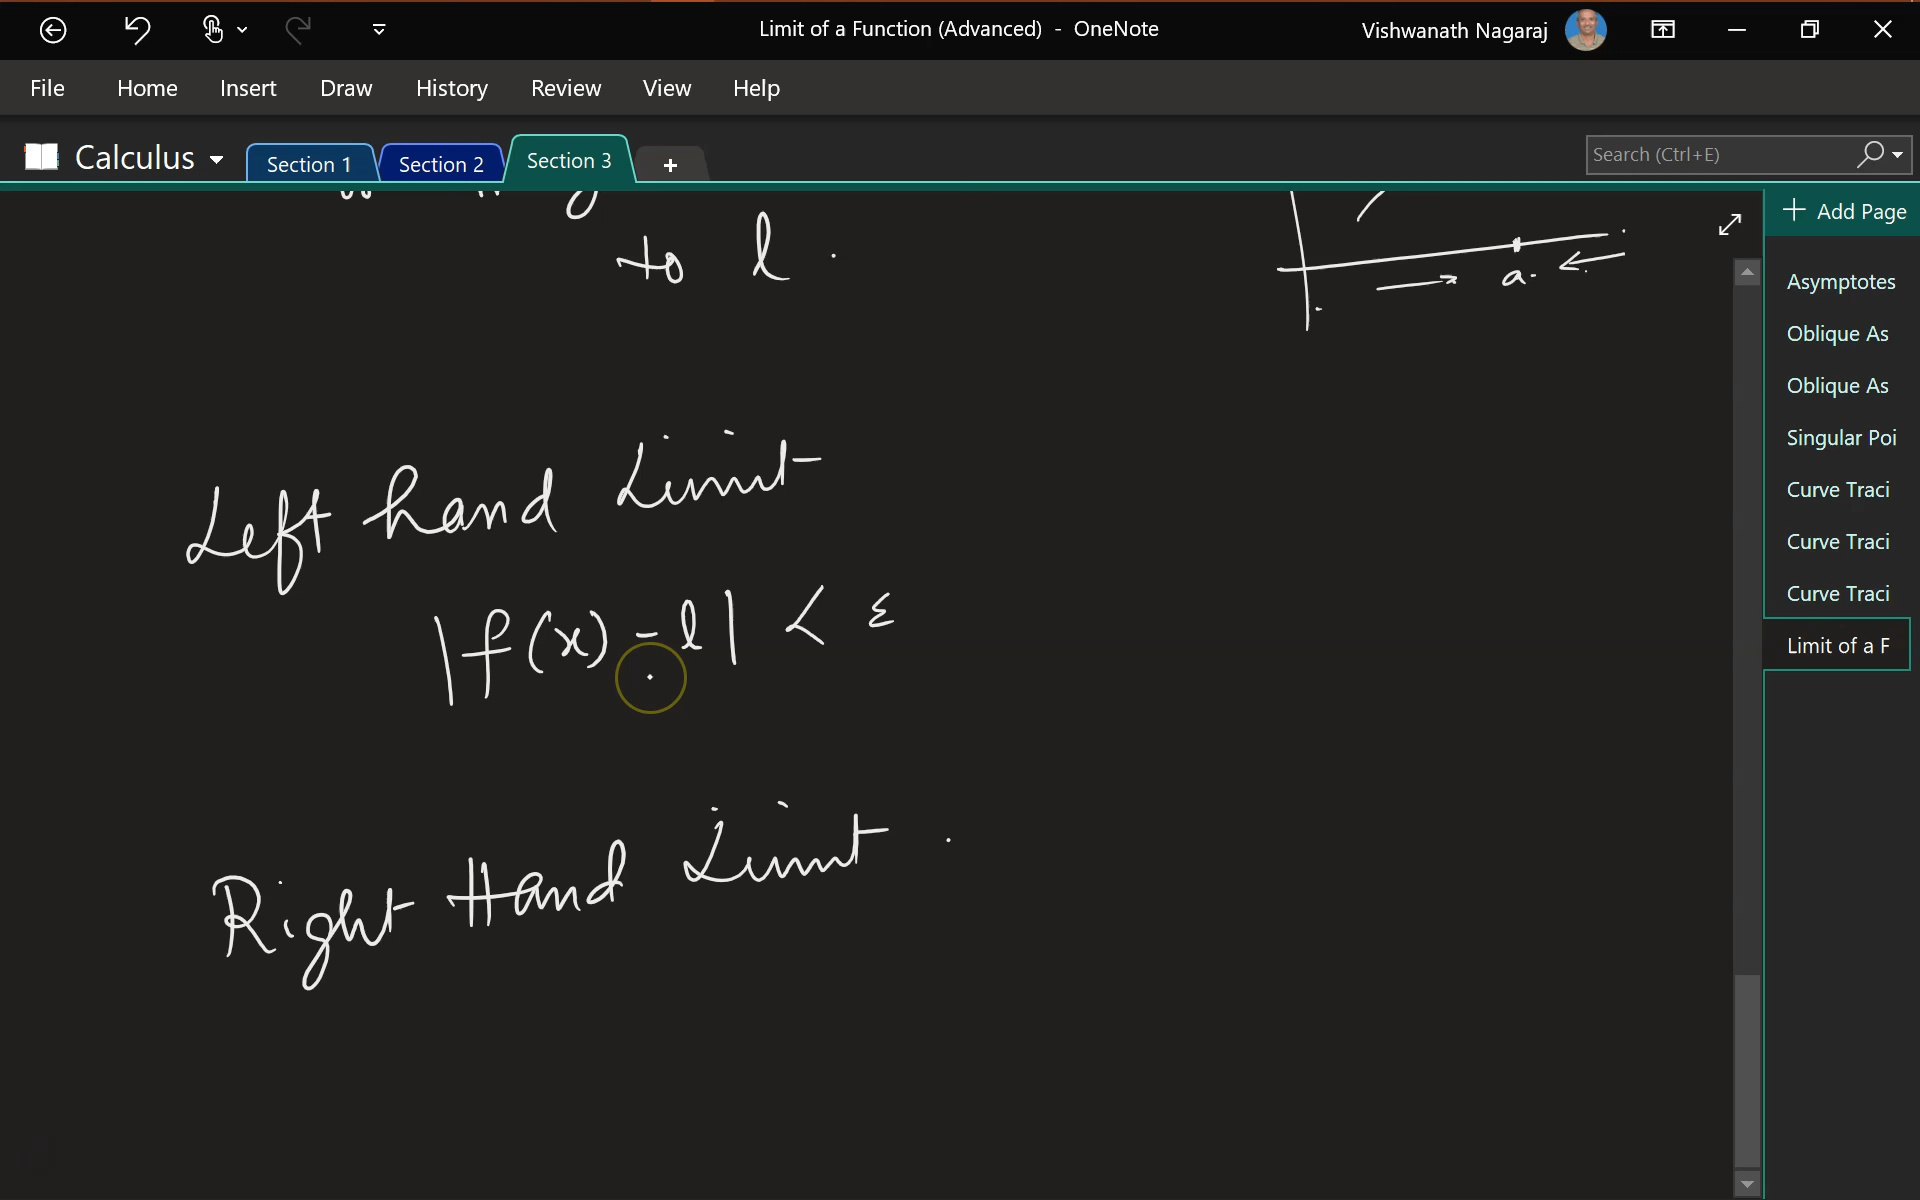 Limit of a Function (Advanced) - OneNote
Vishwanath Nagaraj
File Home Insert Draw History Review View Help
Calculus
Section 1
Section 2
Section 3
+
Search (Ctrl+E)
+ Add Page
Asymptotes
Oblique As
Oblique As
Singular Poi
Curve Traci
Curve Traci
Curve Traci
Limit of a F
to l.
a.
Left hand Limit
|f(x) - l| < ε
Right Hand Limit.